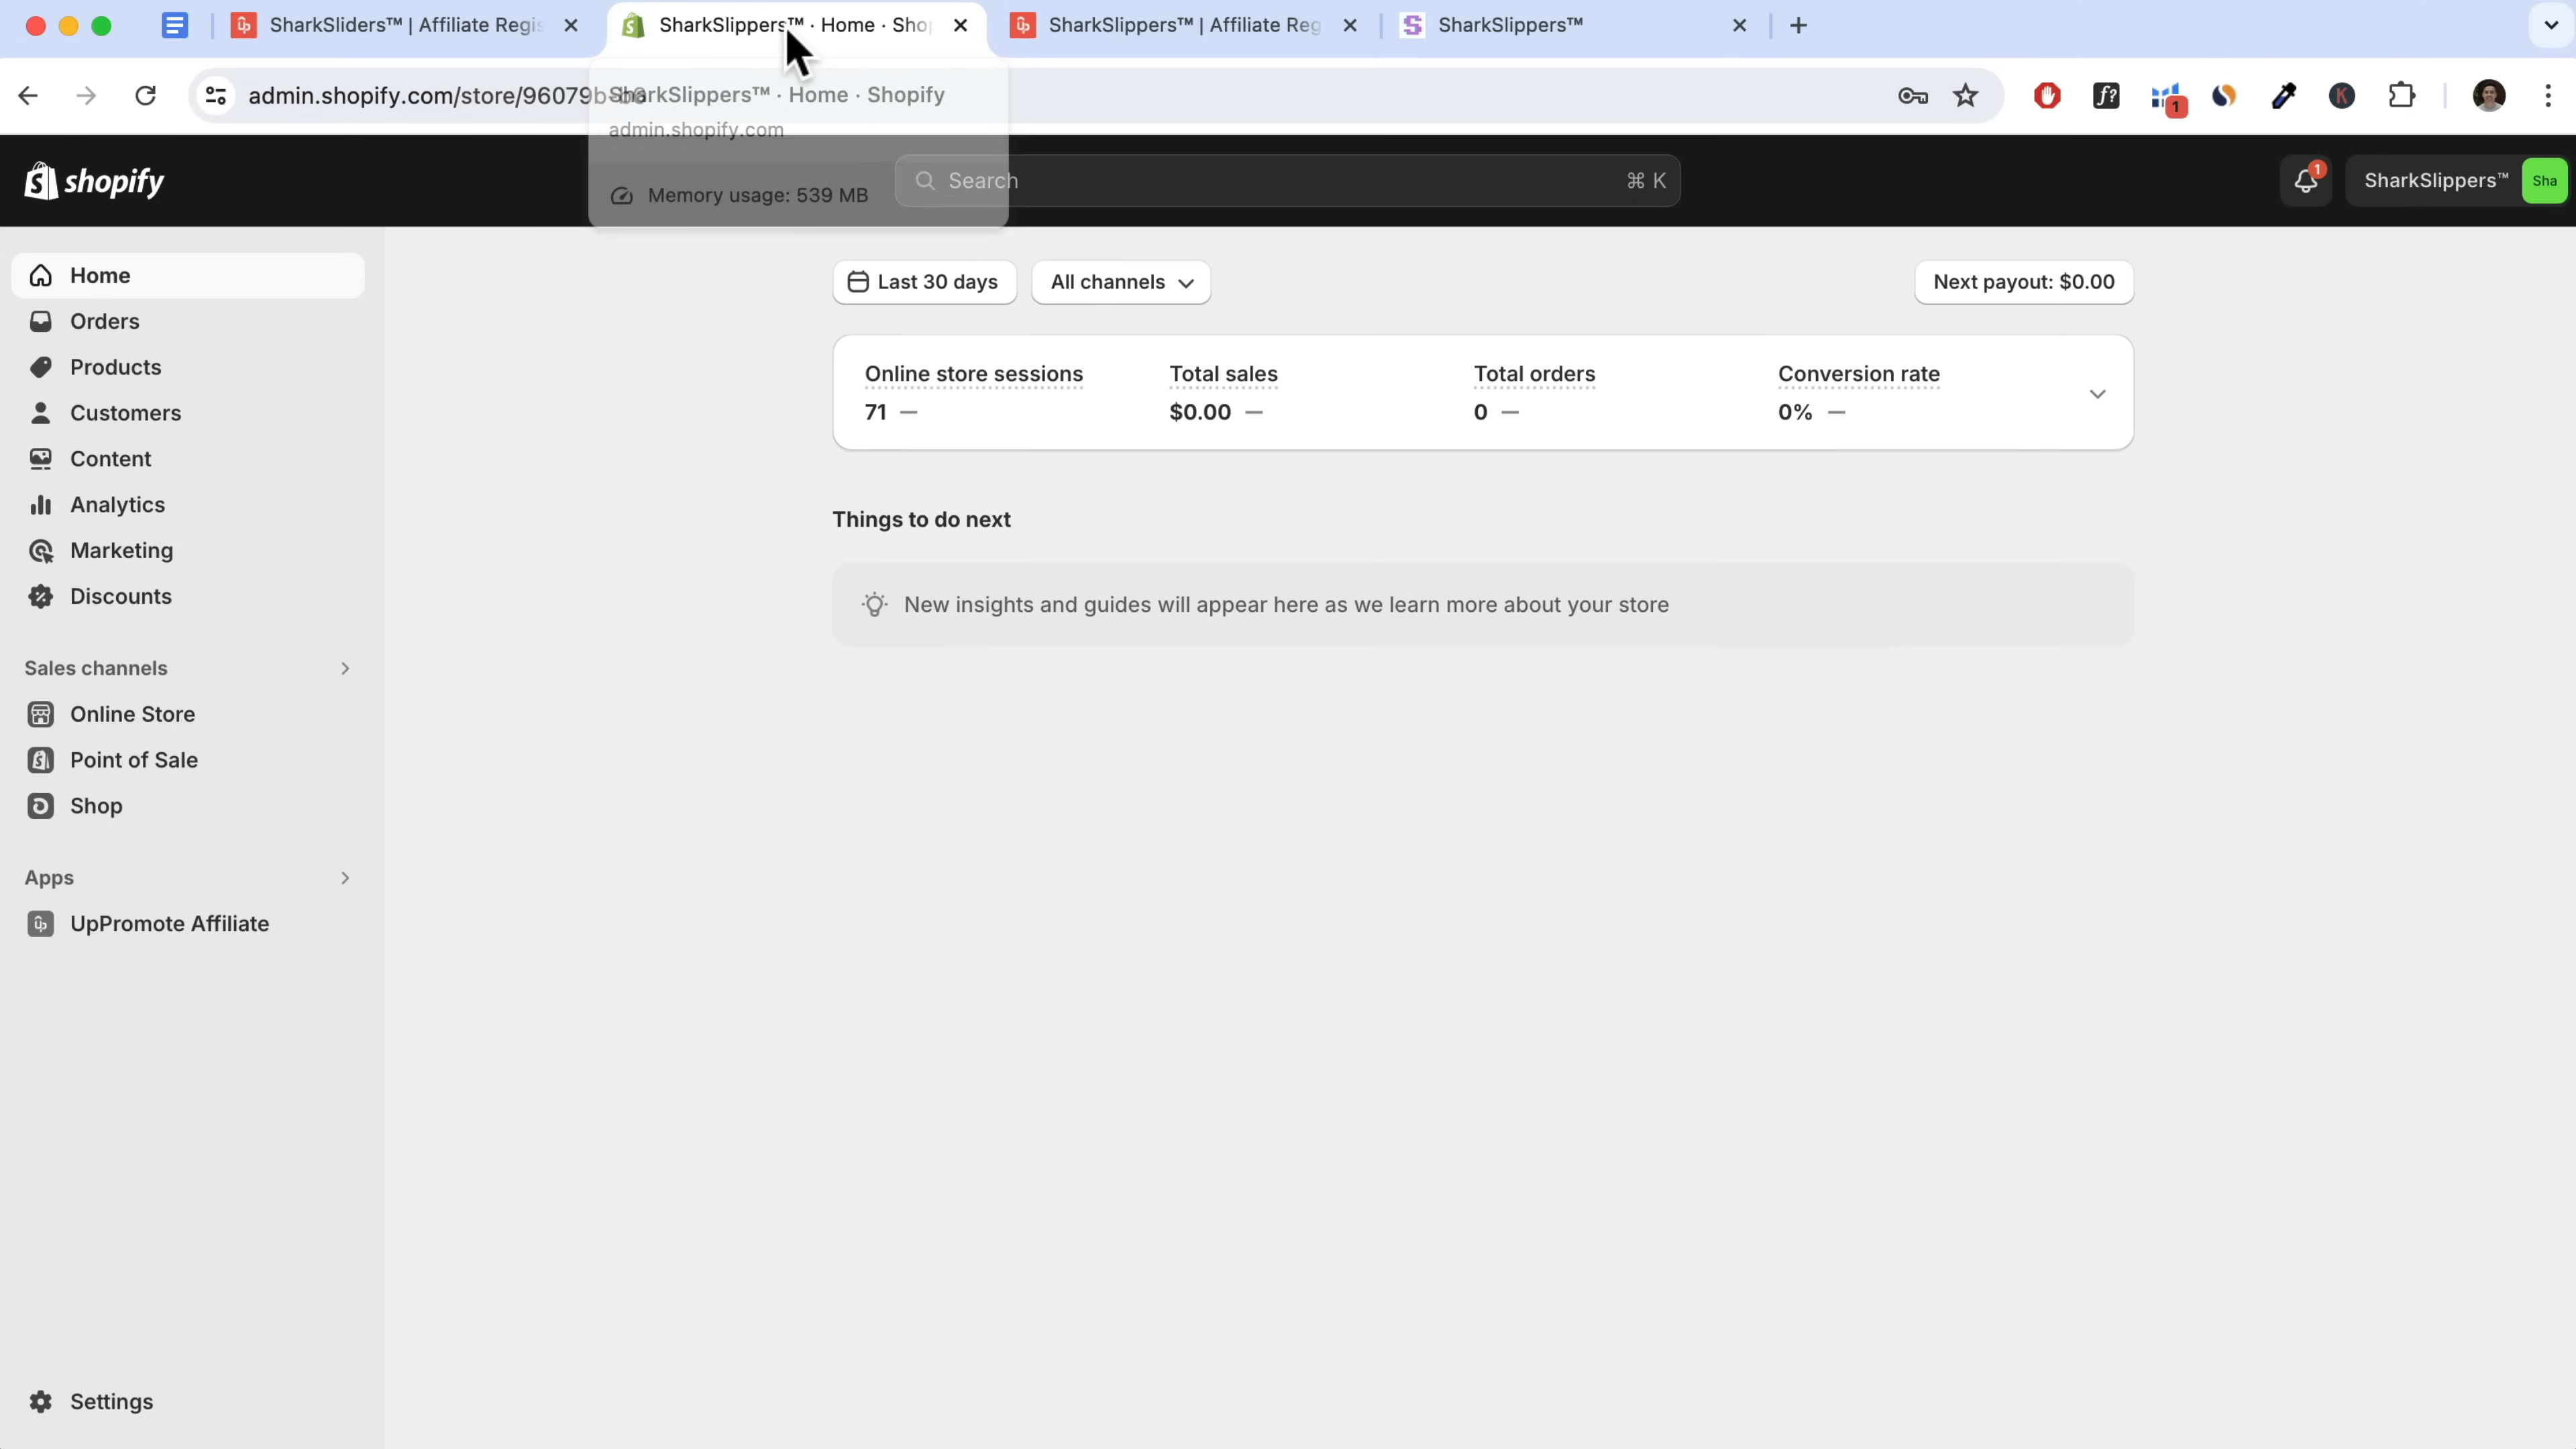 SharkSliders™ | Affiliate Regis
SharkSlippers™ · Home · Shop
SharkSlippers™ | Affiliate Reg
SharkSlippers™
admin.shopify.com/store/96079b
SharkSlippers™ · Home · Shopify
admin.shopify.com
Memory usage: 539 MB
1
shopify
Search
⌘ K
1
SharkSlippers™
Sha
Home
Orders
Products
Customers
Content
Analytics
Marketing
Discounts
Sales channels
Online Store
Point of Sale
Shop
Apps
UpPromote Affiliate
Settings
Last 30 days
All channels
Next payout: $0.00
Online store sessions
71 —
Total sales
$0.00 —
Total orders
0 —
Conversion rate
0% —
Things to do next
New insights and guides will appear here as we learn more about your store